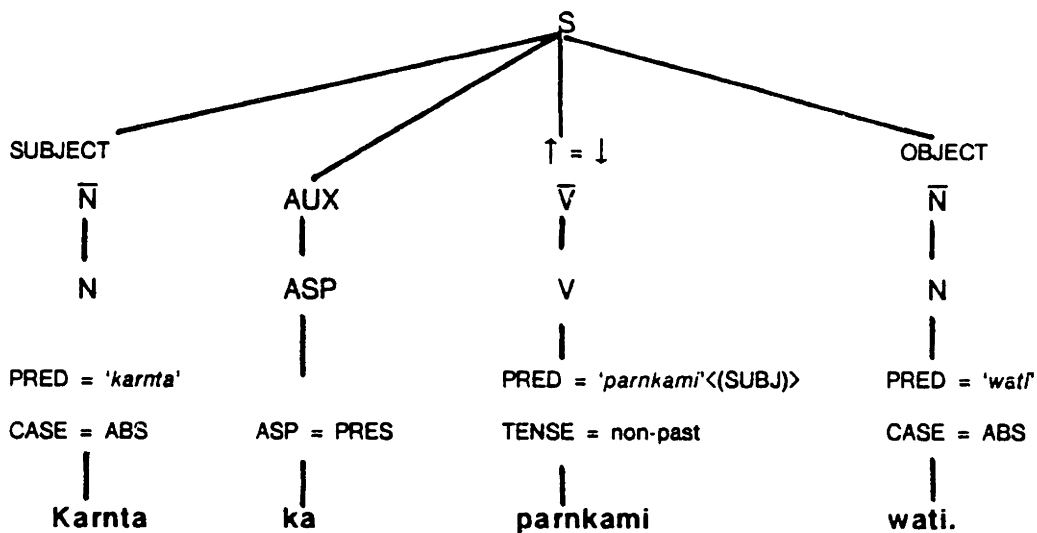 S
SUBJECT ↑ = ↓ OBJECT
N̅ AUX V̅ N̅
N ASP V N
PRED = 'karnta' PRED = 'parnkami'<(SUBJ)> PRED = 'wati'
CASE = ABS ASP = PRES TENSE = non-past CASE = ABS
Karnta ka parnkami wati.